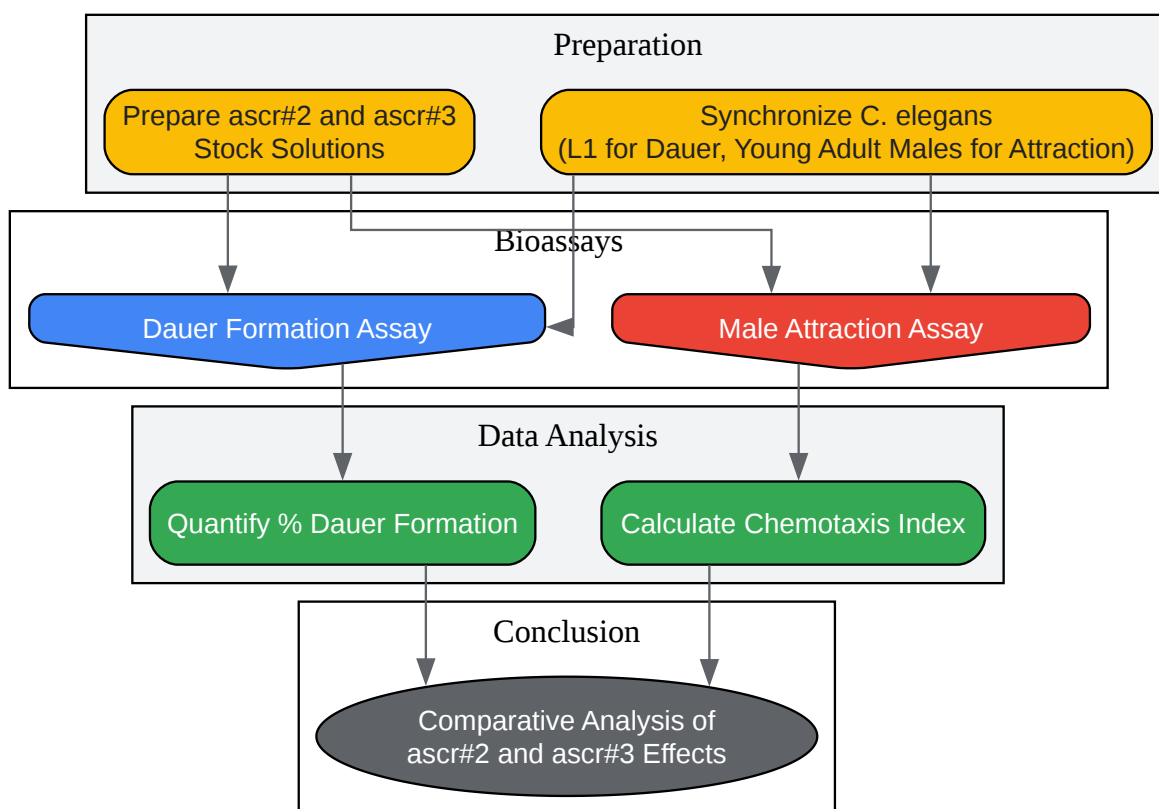 Preparation
Prepare ascr#2 and ascr#3
Stock Solutions
Synchronize C. elegans
(L1 for Dauer, Young Adult Males for Attraction)
Bioassays
Dauer Formation Assay
Male Attraction Assay
Data Analysis
Quantify % Dauer Formation
Calculate Chemotaxis Index
Conclusion
Comparative Analysis of
ascr#2 and ascr#3 Effects